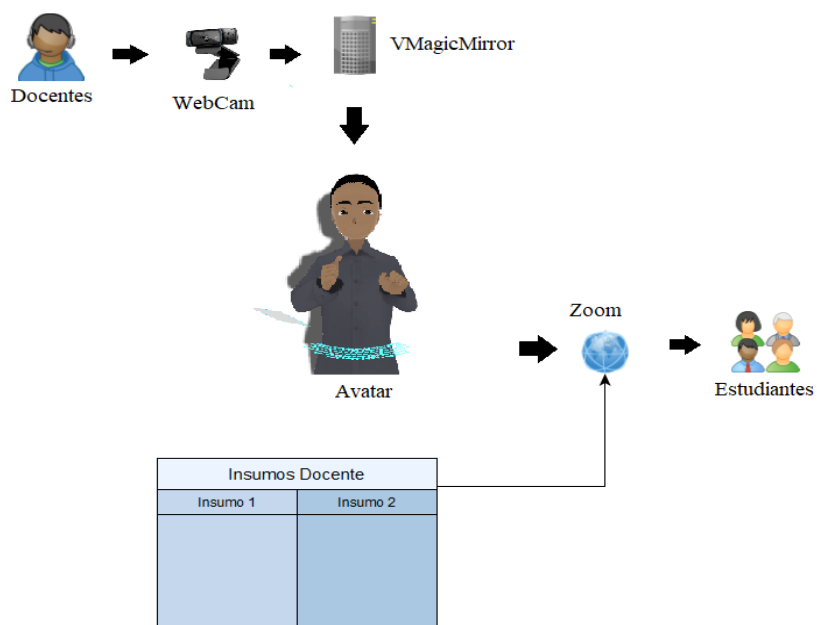 VMagicMirror
Docentes
WebCam
Zoom
Avatar
Estudiantes
Insumos Docente
Insumo 1
Insumo 2